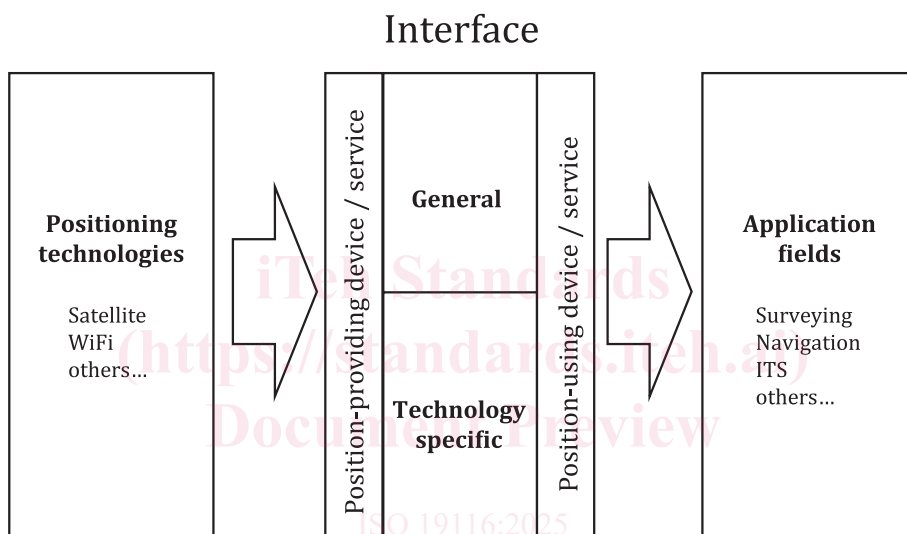 Interface
Positioning
technologies
Satellite
WiFi
others...
Position-providing device / service
General
Technology
specific
Position-using device / service
Application
fields
Surveying
Navigation
ITS
others...
iTeh Standards
(https://standards.iteh.ai)
Document Preview
ISO 19116:2025